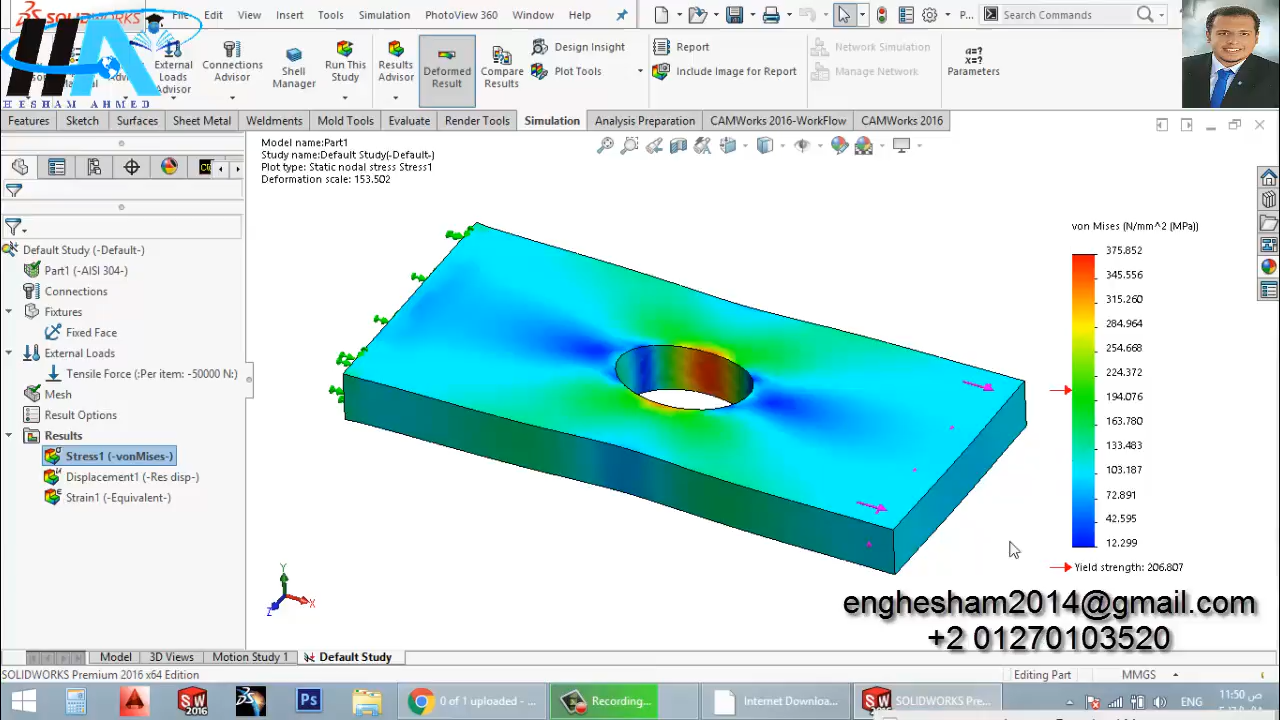 SOLIDWORKS
File Edit View Insert Tools Simulation PhotoView 360 Window Help
P...
Search Commands
HA
HESHAM AHMED
External Loads Advisor
Connections Advisor
Shell Manager
Run This Study
Results Advisor
Deformed Result
Compare Results
Design Insight
Plot Tools
Report
Include Image for Report
Network Simulation
Manage Network
a=?
H=?
Parameters
Features Sketch Surfaces Sheet Metal Weldments Mold Tools Evaluate Render Tools Simulation Analysis Preparation CAMWorks 2016-WorkFlow CAMWorks 2016
Model name:Part1
Study name:Default Study(-Default-)
Plot type: Static nodal stress Stress1
Deformation scale: 153.502
Default Study (-Default-)
Part1 (-AISI 304-)
Connections
Fixtures
Fixed Face
External Loads
Tensile Force (:Per item: -50000 N:)
Mesh
Result Options
Results
Stress1 (-vonMises-)
Displacement1 (-Res disp-)
Strain1 (-Equivalent-)
von Mises (N/mm^2 (MPa))
375.852
345.556
315.260
284.964
254.668
224.372
194.076
163.780
133.483
103.187
72.891
42.595
12.299
Yield strength: 206.807
Y
X
Z
enghesham2014@gmail.com
+2 01270103520
Model 3D Views Motion Study 1 Default Study
SOLIDWORKS Premium 2016 x64 Edition
Editing Part MMGS
SW 2016
Ps
0 of 1 uploaded - ...
Recording...
Internet Downloa...
SOLIDWORKS Pre...
ENG
11:50 ص